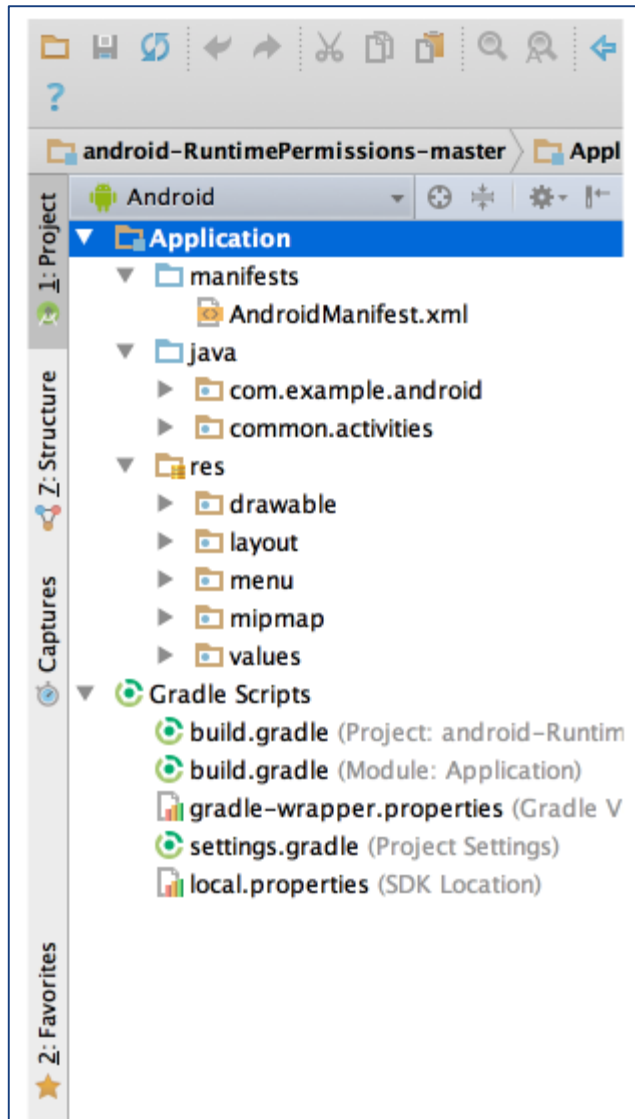 ?
android-RuntimePermissions-master
Appl
Android
1: Project
Application
manifests
AndroidManifest.xml
java
com.example.android
common.activities
7: Structure
res
drawable
layout
menu
mipmap
values
Captures
Gradle Scripts
build.gradle (Project: android-Runtim
build.gradle (Module: Application)
gradle-wrapper.properties (Gradle V
settings.gradle (Project Settings)
local.properties (SDK Location)
2: Favorites